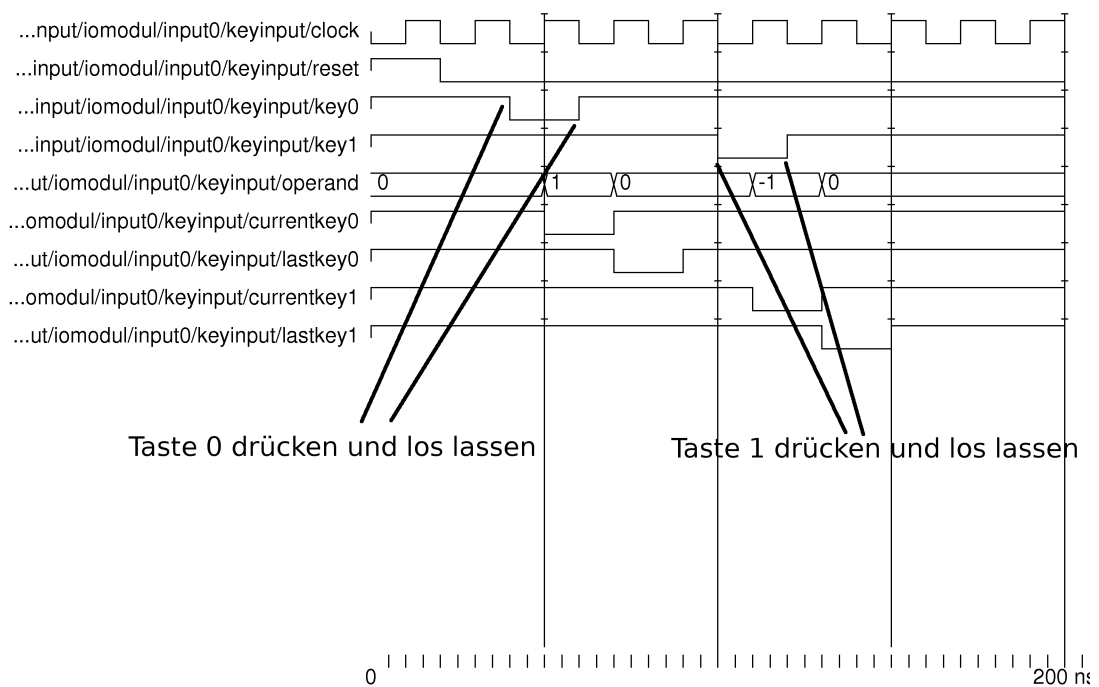 ...nput/iomodul/input0/keyinput/clock
...input/iomodul/input0/keyinput/reset
...input/iomodul/input0/keyinput/key0
...input/iomodul/input0/keyinput/key1
...ut/iomodul/input0/keyinput/operand 0 1 0 -1 0
...omodul/input0/keyinput/currentkey0
...ut/iomodul/input0/keyinput/lastkey0
...omodul/input0/keyinput/currentkey1
...ut/iomodul/input0/keyinput/lastkey1
Taste 0 drücken und los lassen
Taste 1 drücken und los lassen
0 200 ns